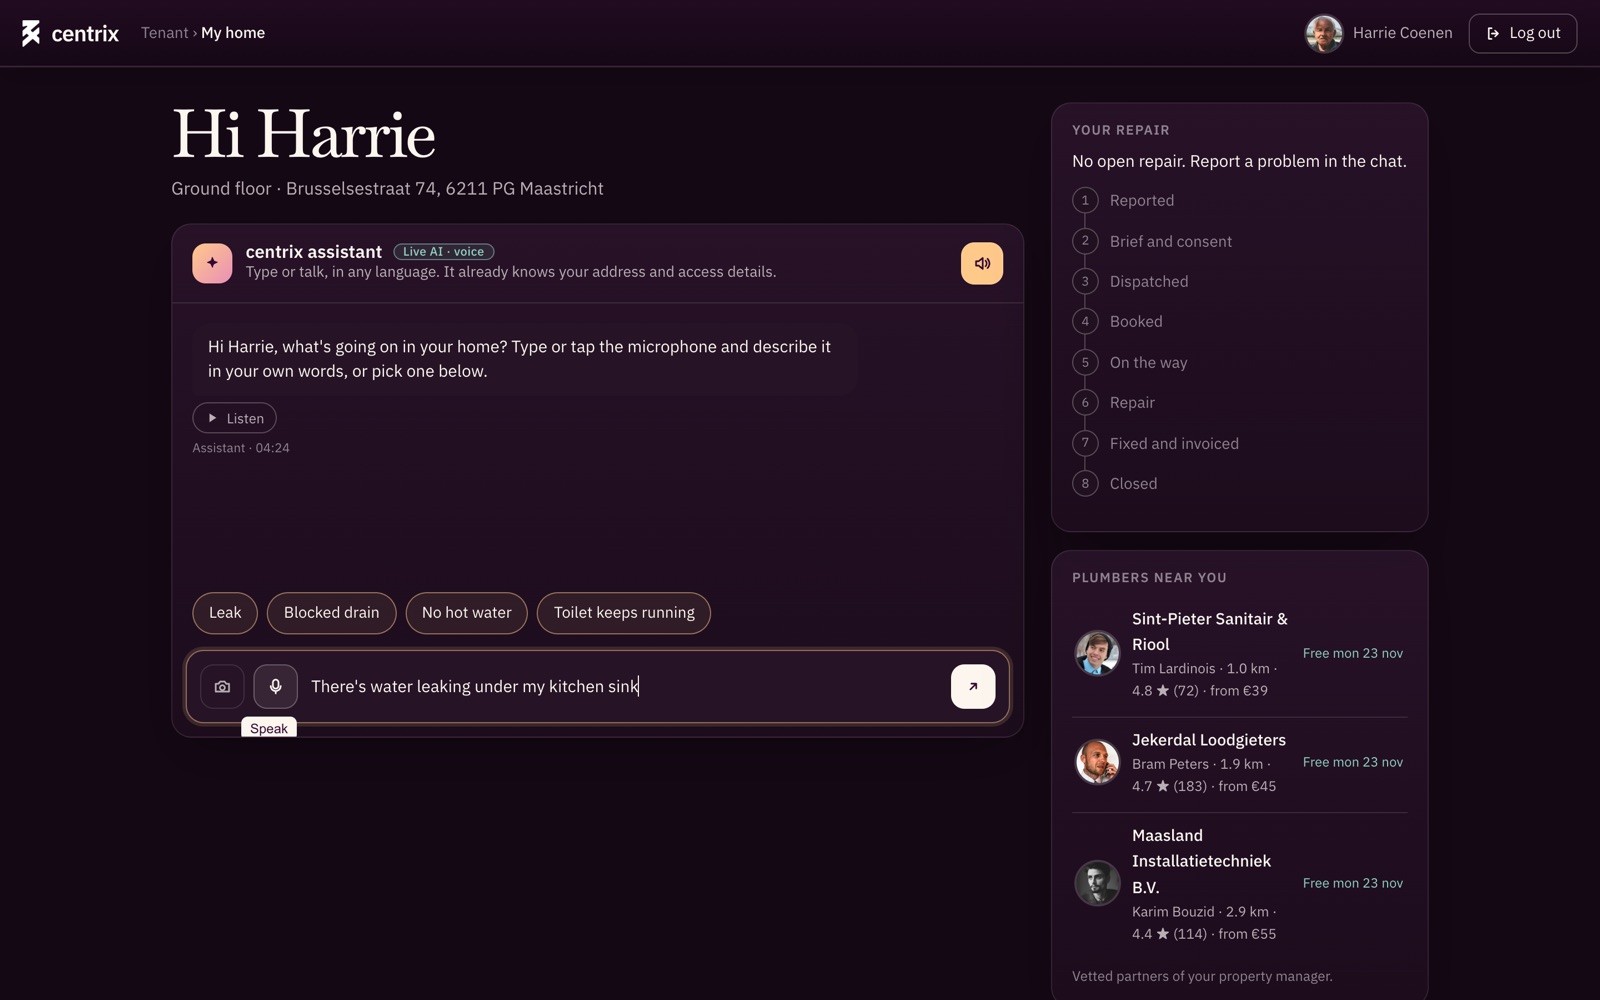 centrix
Tenant › My home
Harrie Coenen
Log out
Hi Harrie
Ground floor · Brusselsestraat 74, 6211 PG Maastricht
centrix assistant
Live AI · voice
Type or talk, in any language. It already knows your address and access details.
Hi Harrie, what's going on in your home? Type or tap the microphone and describe it
in your own words, or pick one below.
Listen
Assistant · 04:24
Leak
Blocked drain
No hot water
Toilet keeps running
There's water leaking under my kitchen sink
Speak
YOUR REPAIR
No open repair. Report a problem in the chat.
1 Reported
2 Brief and consent
3 Dispatched
4 Booked
5 On the way
6 Repair
7 Fixed and invoiced
8 Closed
PLUMBERS NEAR YOU
Sint-Pieter Sanitair &
Riool
Tim Lardinois · 1.0 km ·
4.8 ★ (72) · from €39
Free mon 23 nov
Jekerdal Loodgieters
Bram Peters · 1.9 km ·
4.7 ★ (183) · from €45
Free mon 23 nov
Maasland
Installatietechniek
B.V.
Karim Bouzid · 2.9 km ·
4.4 ★ (114) · from €55
Free mon 23 nov
Vetted partners of your property manager.